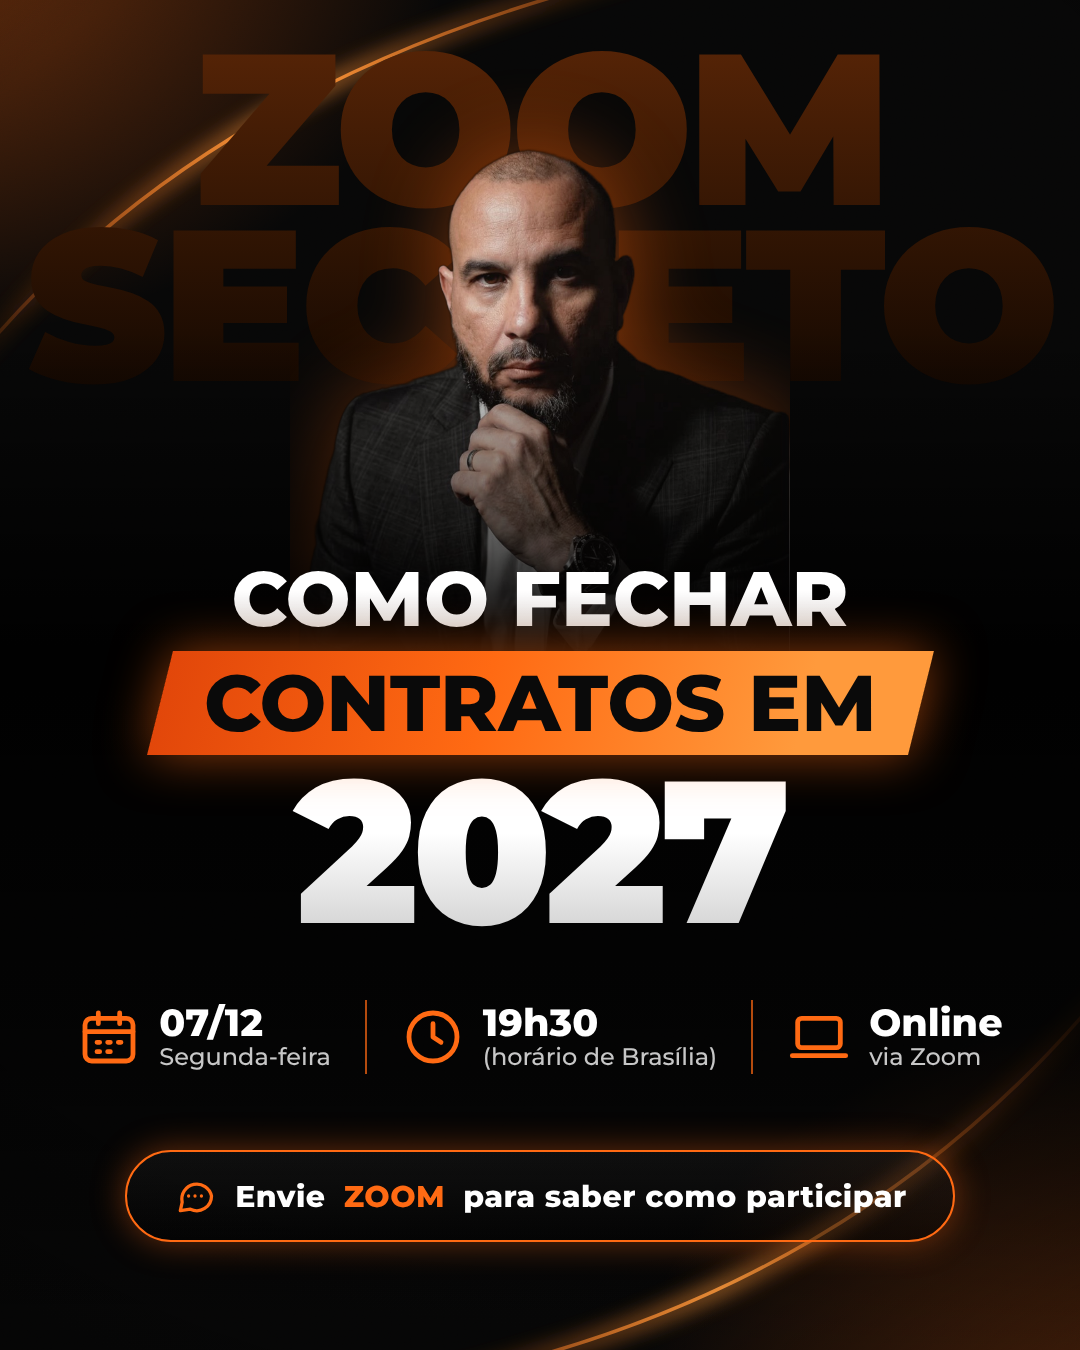 ZOOM
SECRETO
COMO FECHAR
CONTRATOS EM
2027
07/12
Segunda-feira
19h30
(horário de Brasília)
Online
via Zoom
Envie ZOOM para saber como participar